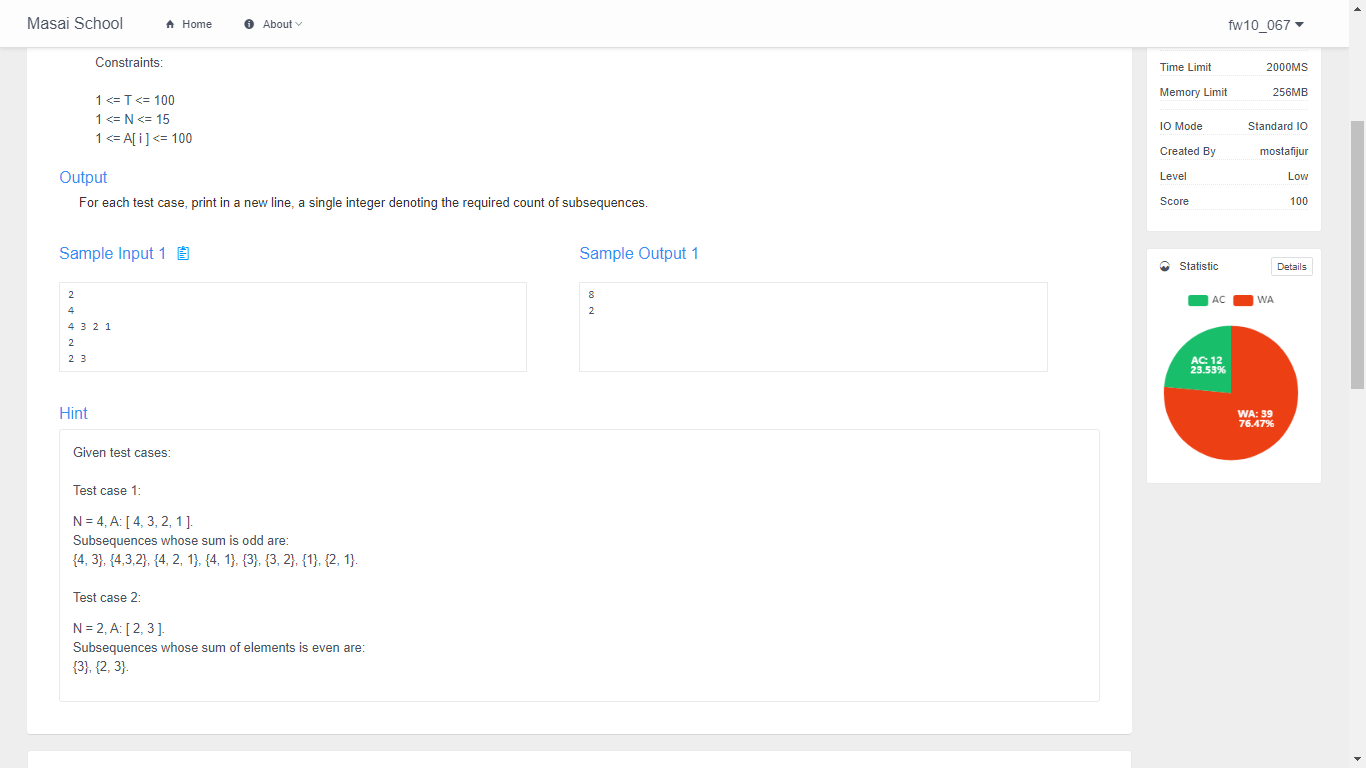 Masai School Home About fw10_067
Constraints:
1 <= T <= 100
1 <= N <= 15
1 <= A[ i ] <= 100
Output
For each test case, print in a new line, a single integer denoting the required count of subsequences.
Sample Input 1
2
4
4 3 2 1
2
2 3
Sample Output 1
8
2
Hint
Given test cases:
Test case 1:
N = 4, A: [ 4, 3, 2, 1 ].
Subsequences whose sum is odd are:
{4, 3}, {4,3,2}, {4, 2, 1}, {4, 1}, {3}, {3, 2}, {1}, {2, 1}.
Test case 2:
N = 2, A: [ 2, 3 ].
Subsequences whose sum of elements is even are:
{3}, {2, 3}.
Time Limit 2000MS
Memory Limit 256MB
IO Mode Standard IO
Created By mostafijur
Level Low
Score 100
Statistic Details
AC WA
AC: 12
23.53%
WA: 39
76.47%